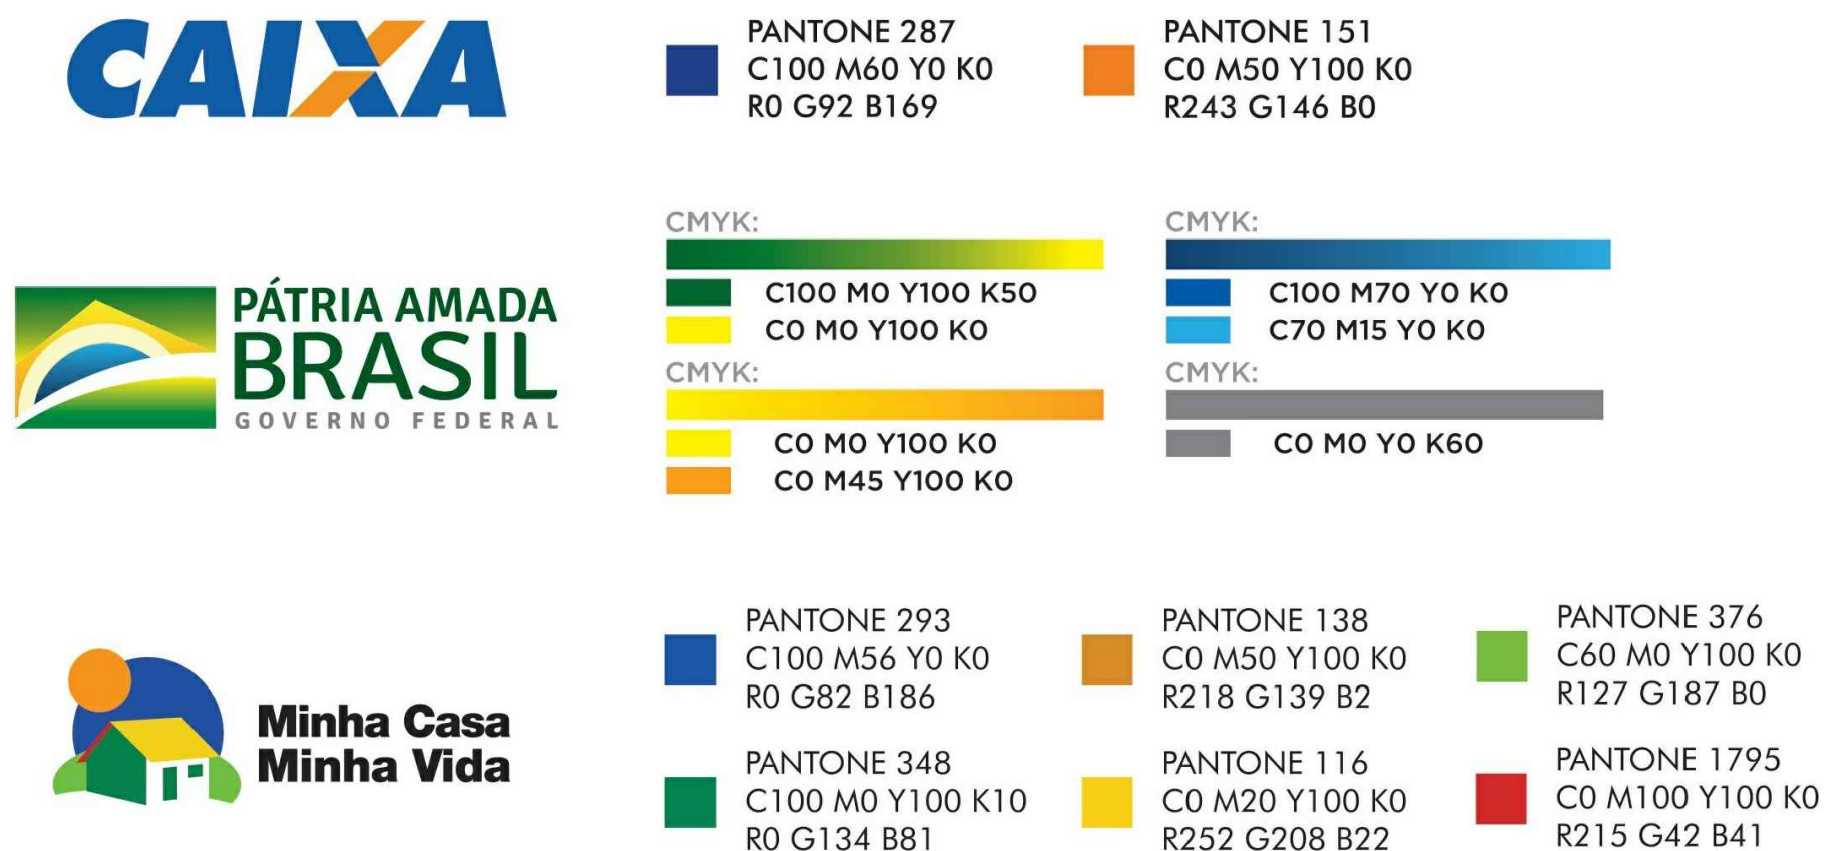 CAIXA
PANTONE 287
C100 M60 Y0 K0
R0 G92 B169
PANTONE 151
C0 M50 Y100 K0
R243 G146 B0
PÁTRIA AMADA
BRASIL
GOVERNO FEDERAL
CMYK:
C100 M0 Y100 K50
C0 M0 Y100 K0
CMYK:
C100 M70 Y0 K0
C70 M15 Y0 K0
CMYK:
C0 M0 Y100 K0
C0 M45 Y100 K0
CMYK:
C0 M0 Y0 K60
Minha Casa
Minha Vida
PANTONE 293
C100 M56 Y0 K0
R0 G82 B186
PANTONE 138
C0 M50 Y100 K0
R218 G139 B2
PANTONE 376
C60 M0 Y100 K0
R127 G187 B0
PANTONE 348
C100 M0 Y100 K10
R0 G134 B81
PANTONE 116
C0 M20 Y100 K0
R252 G208 B22
PANTONE 1795
C0 M100 Y100 K0
R215 G42 B41